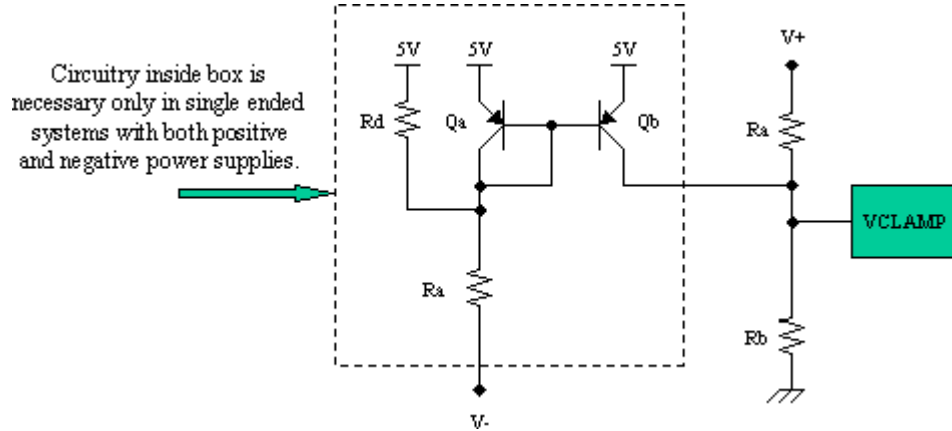 V+
5V 5V 5V
Circuitry inside box is
necessary only in single ended
systems with both positive
and negative power supplies.
Rd Qa Qb Ra
VCLAMP
Ra
Rb
V-